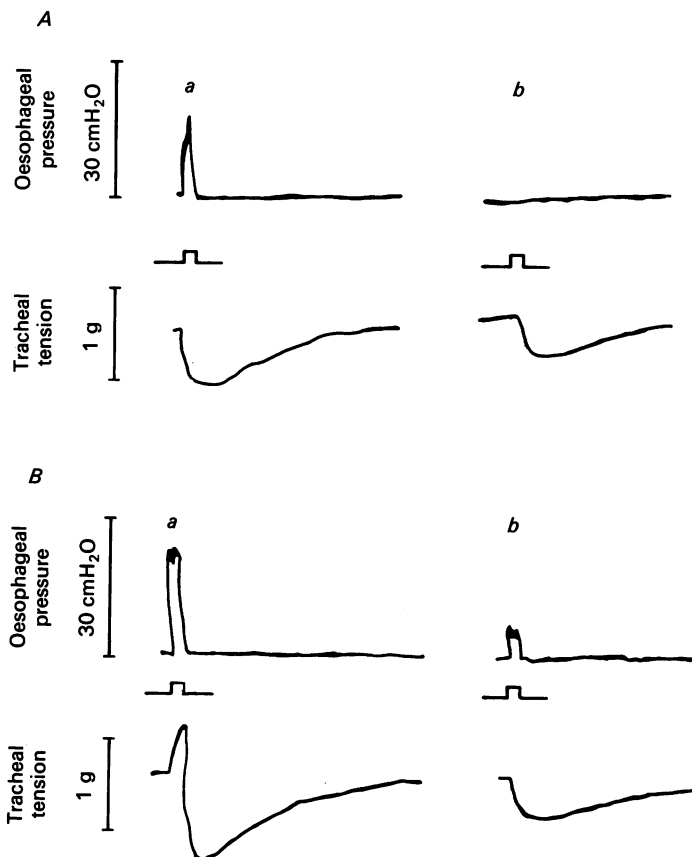 A
a
b
Oesophageal
pressure
30 cmH₂O
Tracheal
tension
1 g
B
a
b
Oesophageal
pressure
30 cmH₂O
Tracheal
tension
1 g